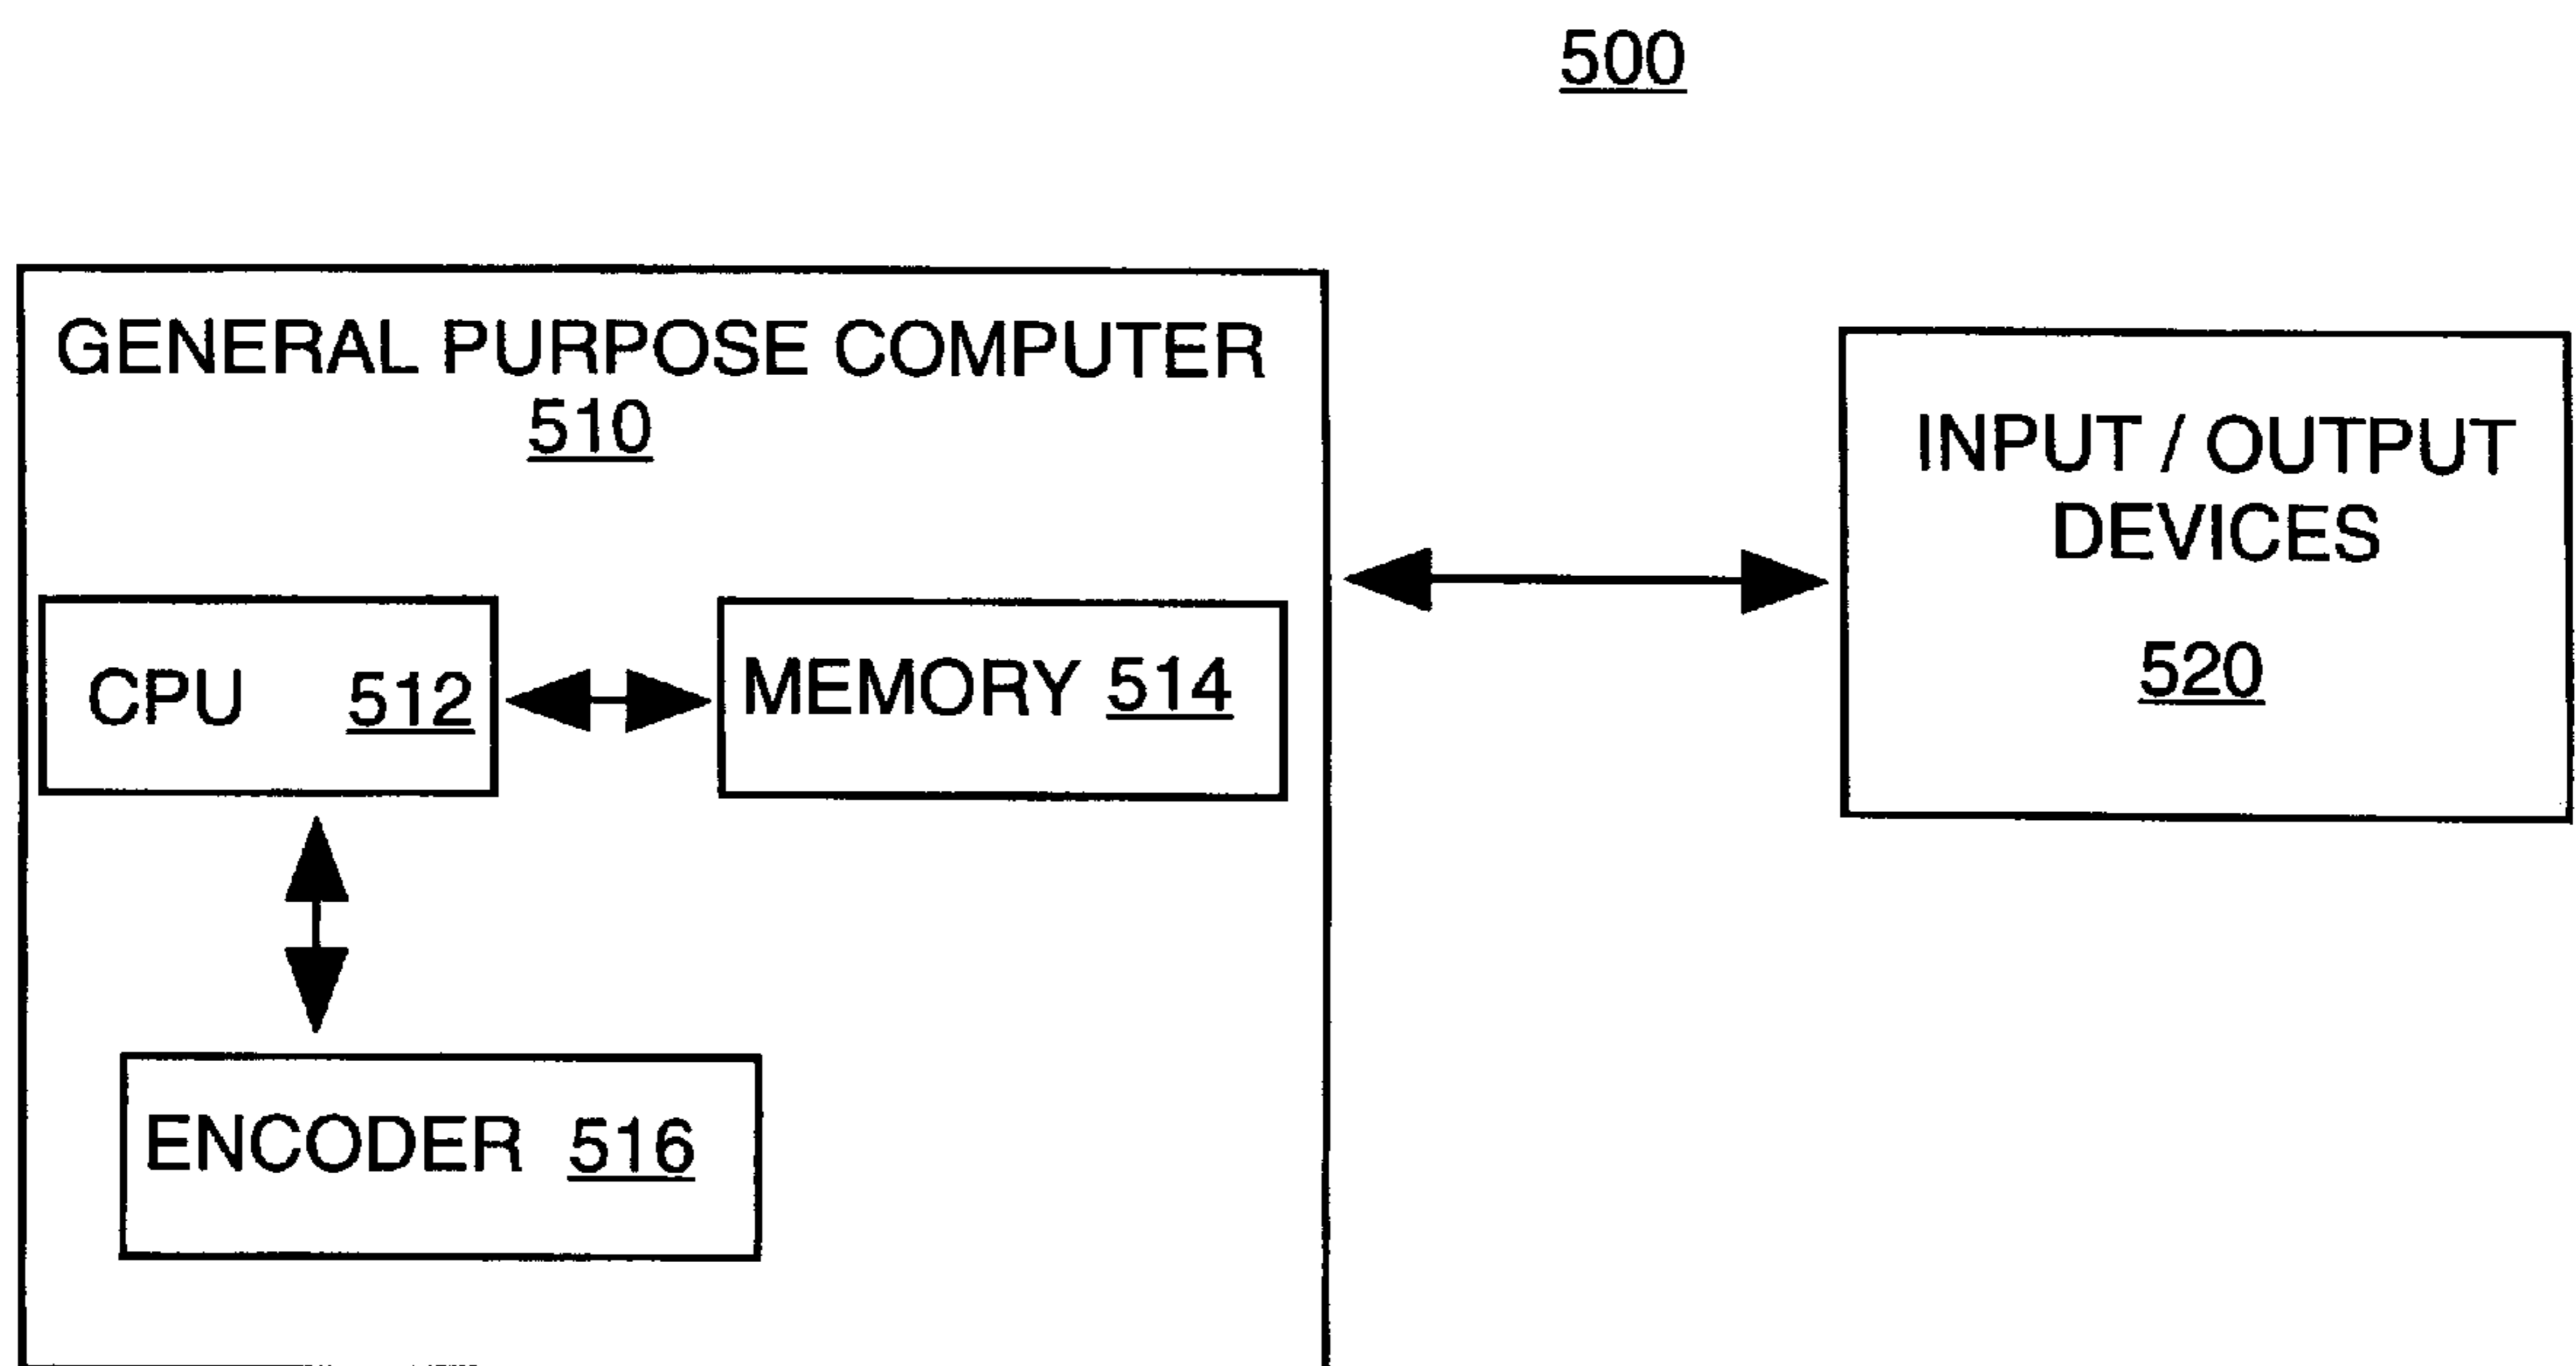 500
GENERAL PURPOSE COMPUTER
510
INPUT / OUTPUT
DEVICES
520
CPU 512
MEMORY 514
ENCODER 516